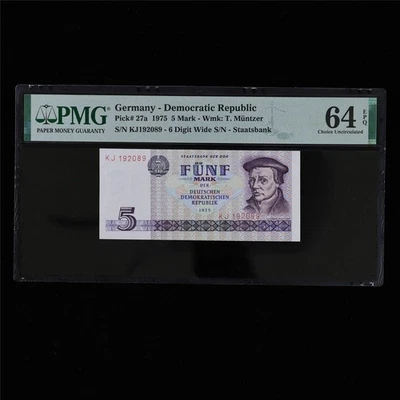 PMG
PAPER MONEY GUARANTY
Germany - Democratic Republic
Pick# 27a 1975 5 Mark - Wmk: T. Müntzer
S/N KJ192089 - 6 Digit Wide S/N - Staatsbank
64 EPQ
Choice Uncirculated
KJ 192089
STAATSBANK DER DDR
FÜNF
MARK
DER
DEUTSCHEN
DEMOKRATISCHEN
REPUBLIK
1975
5
KJ 192089